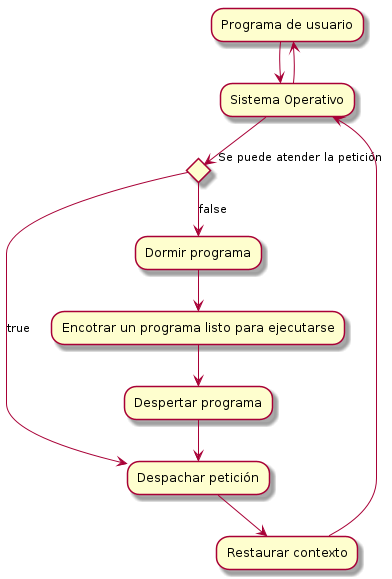 Programa de usuario
Sistema Operativo
Se puede atender la petición
false
Dormir programa
Encotrar un programa listo para ejecutarse
true
Despertar programa
Despachar petición
Restaurar contexto